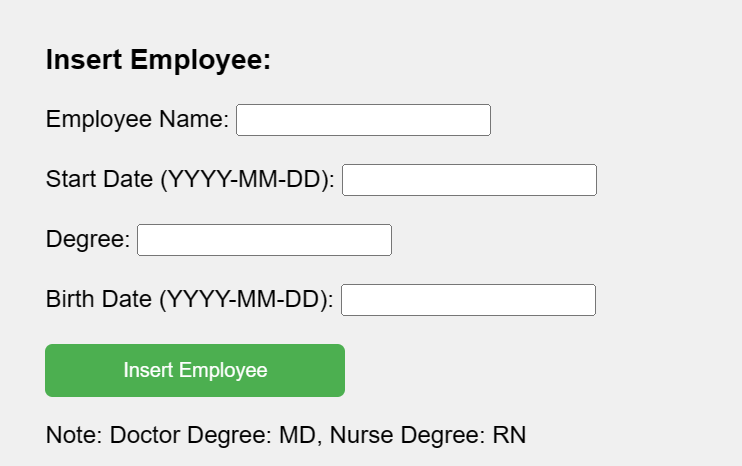 Insert Employee:
Employee Name:
Start Date (YYYY-MM-DD):
Degree:
Birth Date (YYYY-MM-DD):
Insert Employee
Note: Doctor Degree: MD, Nurse Degree: RN